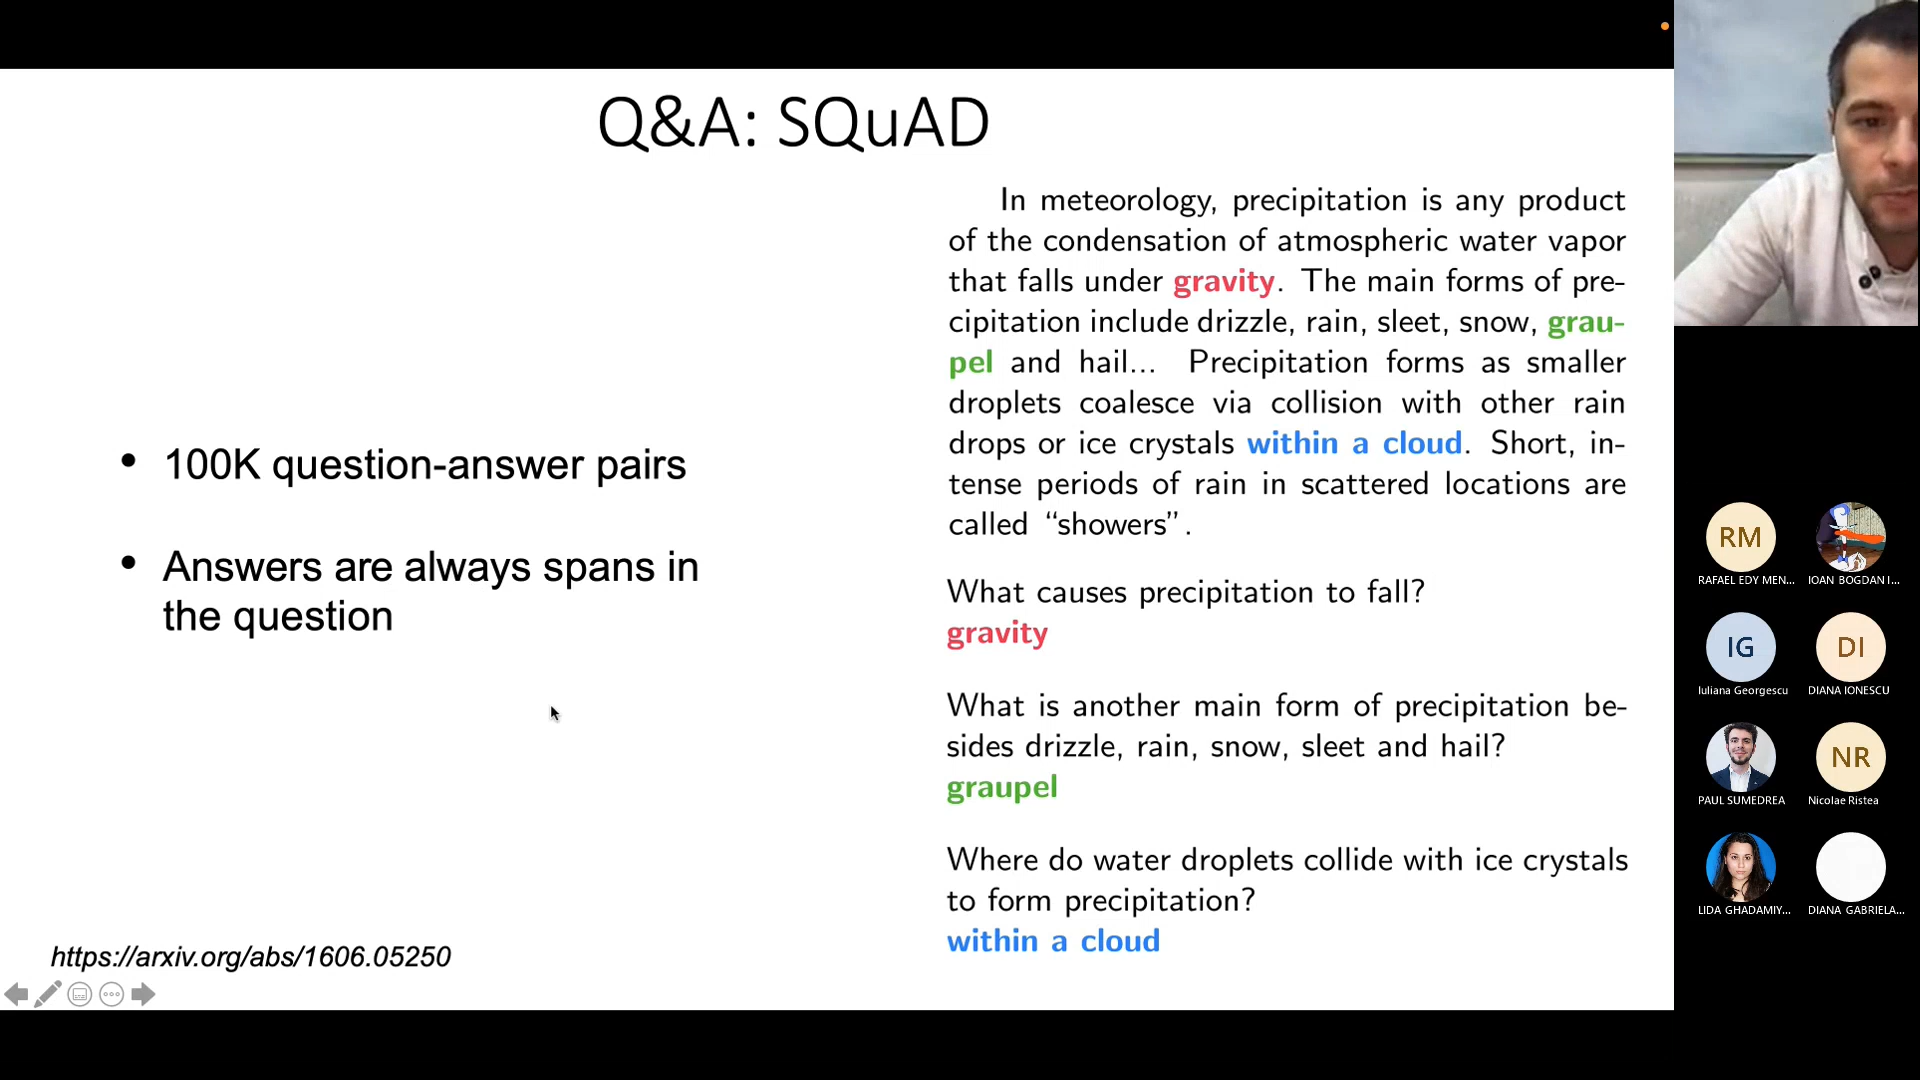 Q&A: SQuAD
• 100K question-answer pairs
• Answers are always spans in
the question
In meteorology, precipitation is any product
of the condensation of atmospheric water vapor
that falls under gravity. The main forms of pre-
cipitation include drizzle, rain, sleet, snow, grau-
pel and hail... Precipitation forms as smaller
droplets coalesce via collision with other rain
drops or ice crystals within a cloud. Short, in-
tense periods of rain in scattered locations are
called “showers”.
What causes precipitation to fall?
gravity
What is another main form of precipitation be-
sides drizzle, rain, snow, sleet and hail?
graupel
Where do water droplets collide with ice crystals
to form precipitation?
within a cloud
https://arxiv.org/abs/1606.05250
RM
RAFAEL EDY MEN...
IOAN BOGDAN I...
IG
Iuliana Georgescu
DI
DIANA IONESCU
PAUL SUMEDREA
NR
Nicolae Ristea
LIDA GHADAMIY...
DIANA GABRIELA...